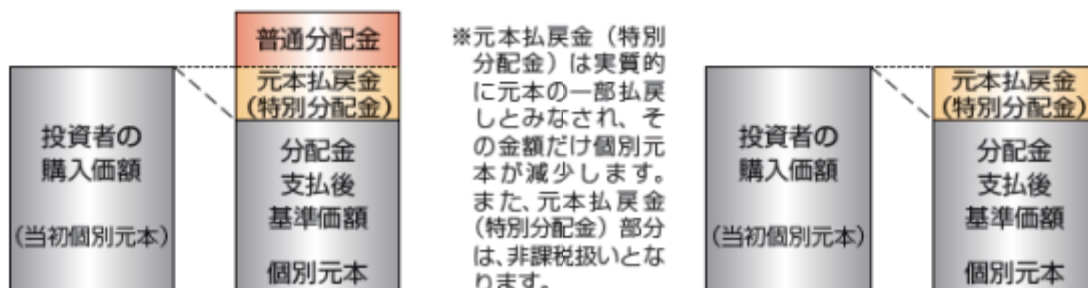 普通分配金
元本払戻金
(特別分配金)
投資者の
購入価額
(当初個別元本)
分配金
支払後
基準価額
個別元本
※元本払戻金(特別
分配金)は実質的
に元本の一部払戻
しとみなされ、そ
の金額だけ個別元
本が減少します。
また、元本払戻金
(特別分配金)部分
は、非課税扱いとな
ります。
投資者の
購入価額
(当初個別元本)
元本払戻金
(特別分配金)
分配金
支払後
基準価額
個別元本